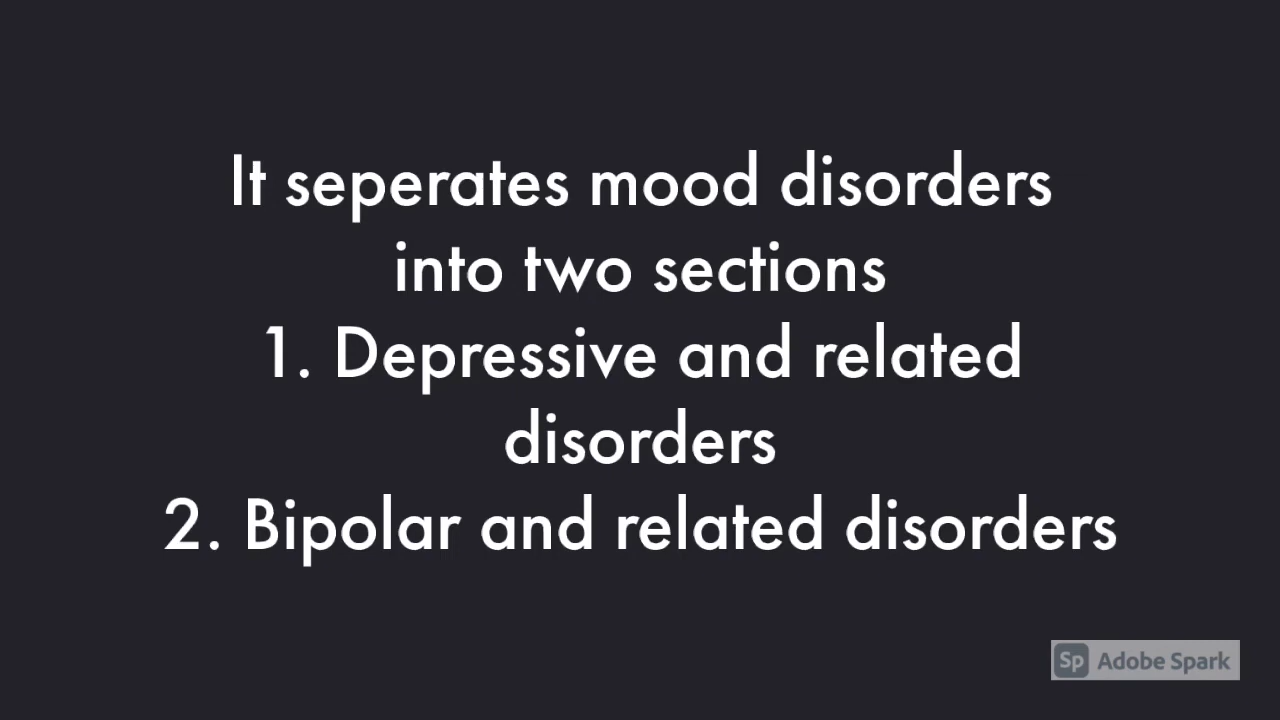 It seperates mood disorders
into two sections
1. Depressive and related
disorders
2. Bipolar and related disorders
Sp Adobe Spark